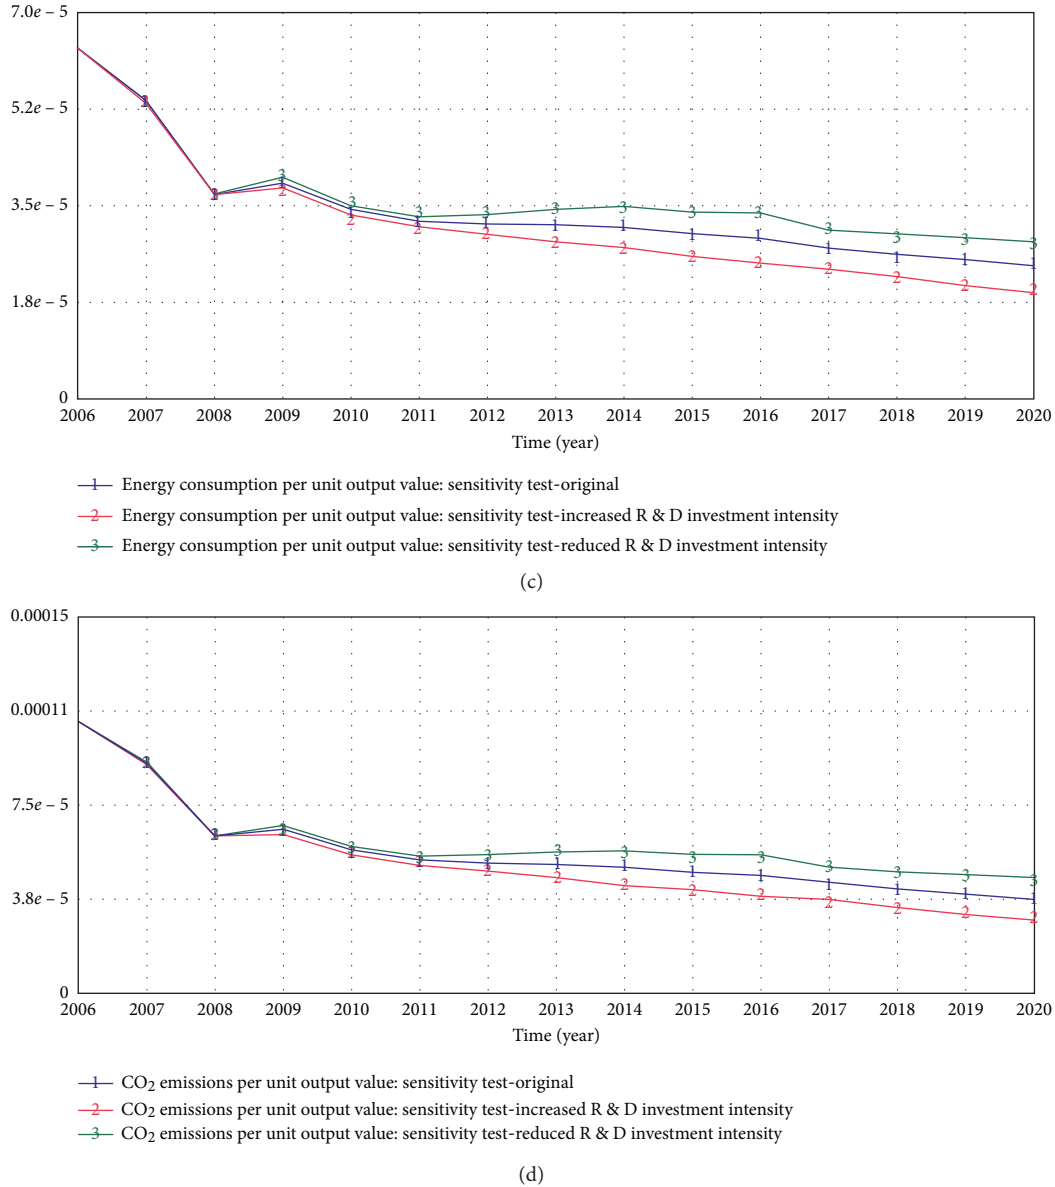 7.0e – 5
5.2e – 5
3.5e – 5
1.8e – 5
0
2006 2007 2008 2009 2010 2011 2012 2013 2014 2015 2016 2017 2018 2019 2020
Time (year)
1 Energy consumption per unit output value: sensitivity test-original
2 Energy consumption per unit output value: sensitivity test-increased R & D investment intensity
3 Energy consumption per unit output value: sensitivity test-reduced R & D investment intensity
(c)
0.00015
0.00011
7.5e – 5
3.8e – 5
0
2006 2007 2008 2009 2010 2011 2012 2013 2014 2015 2016 2017 2018 2019 2020
Time (year)
1 CO2 emissions per unit output value: sensitivity test-original
2 CO2 emissions per unit output value: sensitivity test-increased R & D investment intensity
3 CO2 emissions per unit output value: sensitivity test-reduced R & D investment intensity
(d)